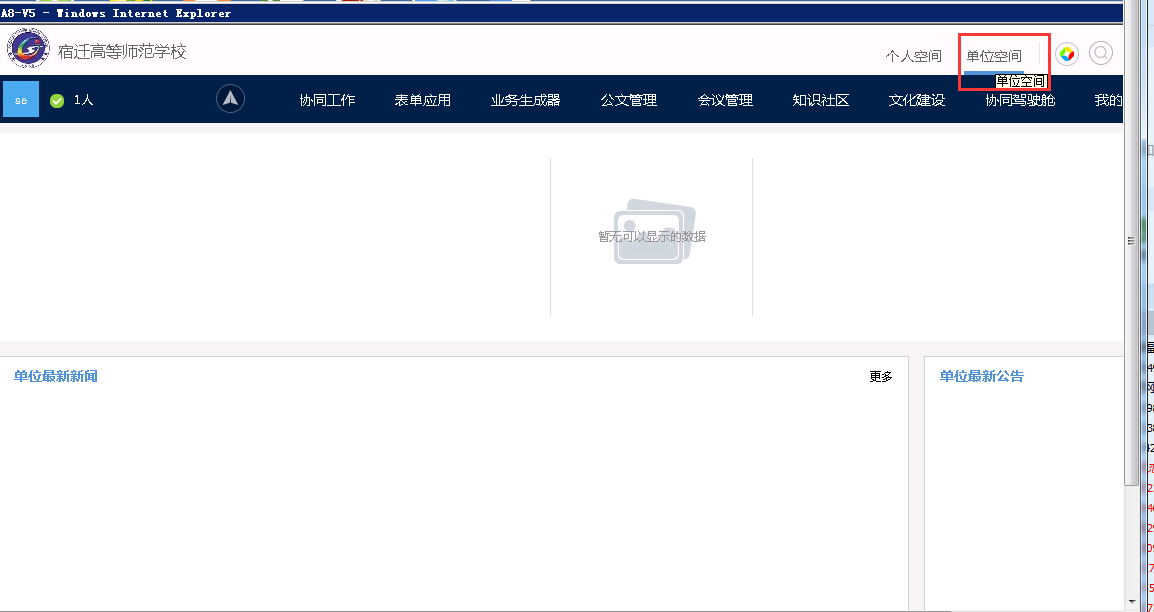 A8-V5 - Windows Internet Explorer
宿迁高等师范学校
个人空间 单位空间
单位空间
se 1人 协同工作 表单应用 业务生成器 公文管理 会议管理 知识社区 文化建设 协同驾驶舱 我的
暂无可以显示的数据
单位最新新闻 更多 单位最新公告